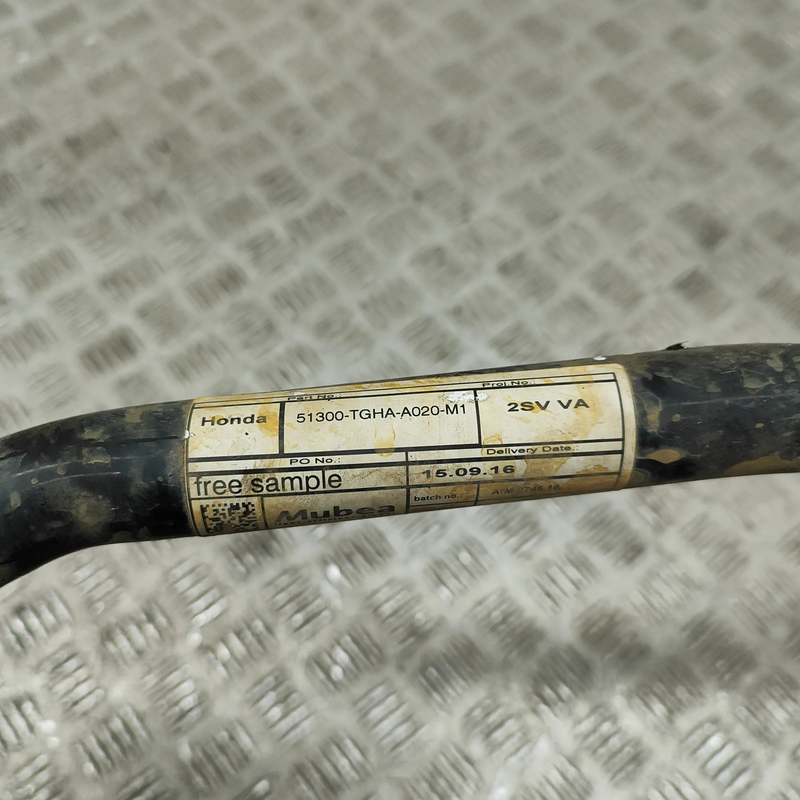 Part No.:
Proj.No.:
Honda
51300-TGHA-A020-M1
2SV VA
PO No.:
Delivery Date.:
free sample
15.09.16
Mubea
batch no.: